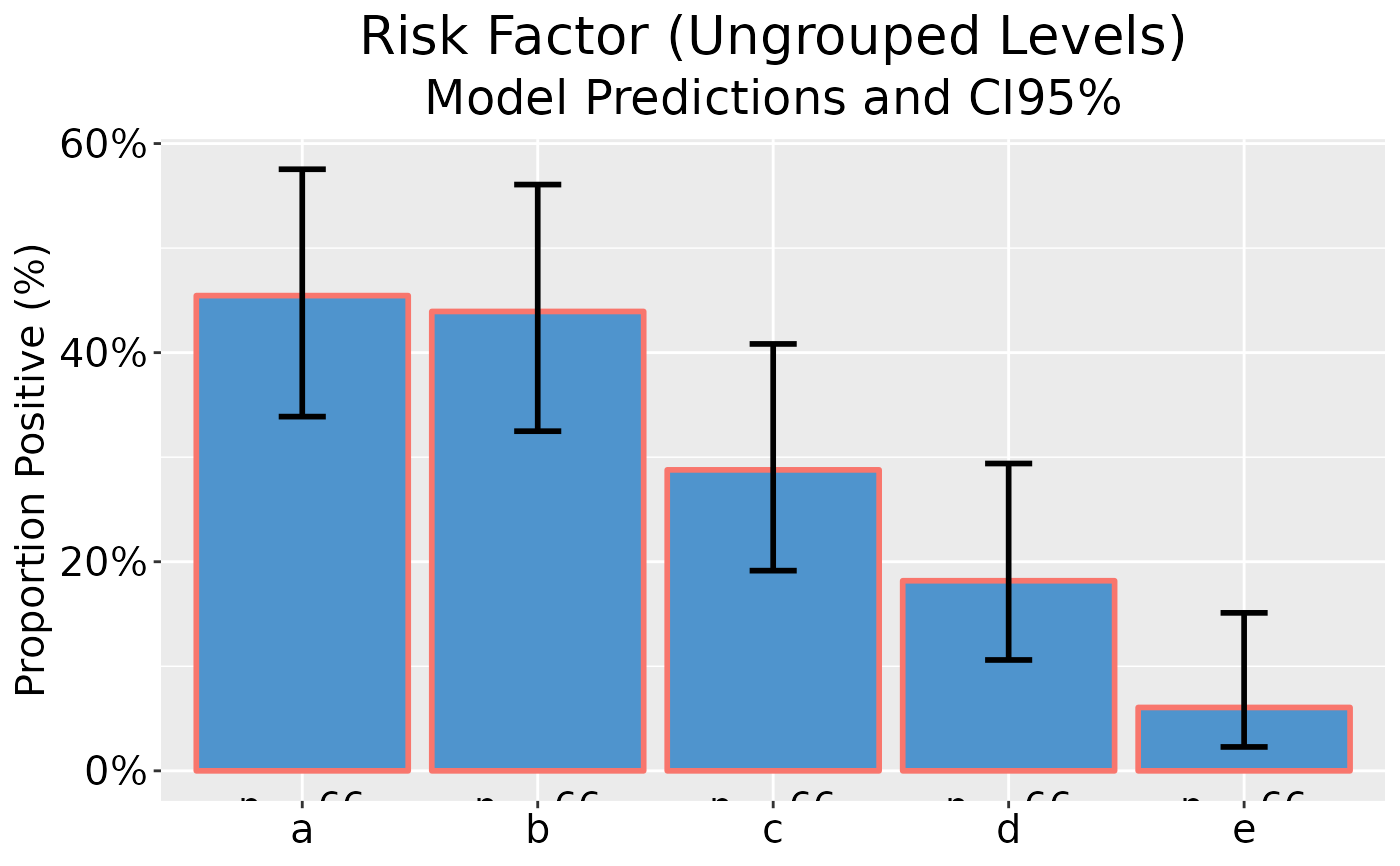 Risk Factor (Ungrouped Levels)
Model Predictions and CI95%
Proportion Positive (%)
60%
40%
20%
0%
a b c d e